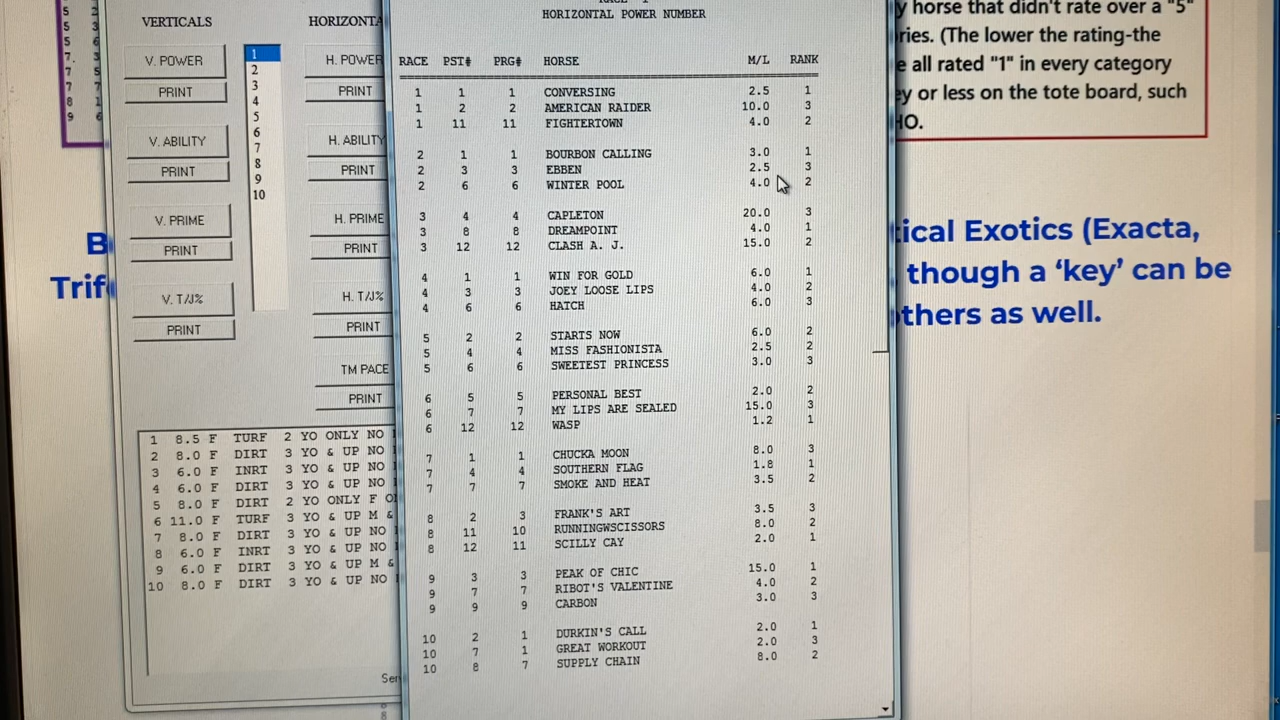 5 2
5 3
5 6
7 3
7 5
7 7
8 1
9 6
VERTICALS
V. POWER
PRINT
V. ABILITY
PRINT
V. PRIME
PRINT
V. T/J%
PRINT
1
2
3
4
5
6
7
8
9
10
HORIZONTA
H. POWER
PRINT
H. ABILITY
PRINT
H. PRIME
PRINT
H. T/J%
PRINT
TM PACE
PRINT
1 8.5 F TURF 2 YO ONLY NO
2 8.0 F DIRT 3 YO & UP NO
3 6.0 F INRT 3 YO & UP NO
4 6.0 F DIRT 3 YO & UP NO
5 8.0 F DIRT 2 YO ONLY F O
6 11.0 F TURF 3 YO & UP M &
7 8.0 F DIRT 3 YO & UP NO
8 6.0 F INRT 3 YO & UP NO
9 6.0 F DIRT 3 YO & UP M &
10 8.0 F DIRT 3 YO & UP NO
Ser
HORIZONTAL POWER NUMBER
RACE PST# PRG# HORSE M/L RANK
1 1 1 CONVERSING 2.5 1
1 2 2 AMERICAN RAIDER 10.0 3
1 11 11 FIGHTERTOWN 4.0 2
2 1 1 BOURBON CALLING 3.0 1
2 3 3 EBBEN 2.5 3
2 6 6 WINTER POOL 4.0 2
3 4 4 CAPLETON 20.0 3
3 8 8 DREAMPOINT 4.0 1
3 12 12 CLASH A. J. 15.0 2
4 1 1 WIN FOR GOLD 6.0 1
4 3 3 JOEY LOOSE LIPS 4.0 2
4 6 6 HATCH 6.0 3
5 2 2 STARTS NOW 6.0 2
5 4 4 MISS FASHIONISTA 2.5 2
5 6 6 SWEETEST PRINCESS 3.0 3
6 5 5 PERSONAL BEST 2.0 2
6 7 7 MY LIPS ARE SEALED 15.0 3
6 12 12 WASP 1.2 1
7 1 1 CHUCKA MOON 8.0 3
7 4 4 SOUTHERN FLAG 1.8 1
7 7 7 SMOKE AND HEAT 3.5 2
8 2 3 FRANK'S ART 3.5 3
8 11 10 RUNNINGWSCISSORS 8.0 2
8 12 11 SCILLY CAY 2.0 1
9 3 3 PEAK OF CHIC 15.0 1
9 7 7 RIBOT'S VALENTINE 4.0 2
9 9 9 CARBON 3.0 3
10 2 1 DURKIN'S CALL 2.0 1
10 7 1 GREAT WORKOUT 2.0 3
10 8 7 SUPPLY CHAIN 8.0 2
y horse that didn't rate over a "5"
ries. (The lower the rating-the
e all rated "1" in every category
ey or less on the tote board, such
HO.
B
Trif
tical Exotics (Exacta,
though a 'key' can be
thers as well.